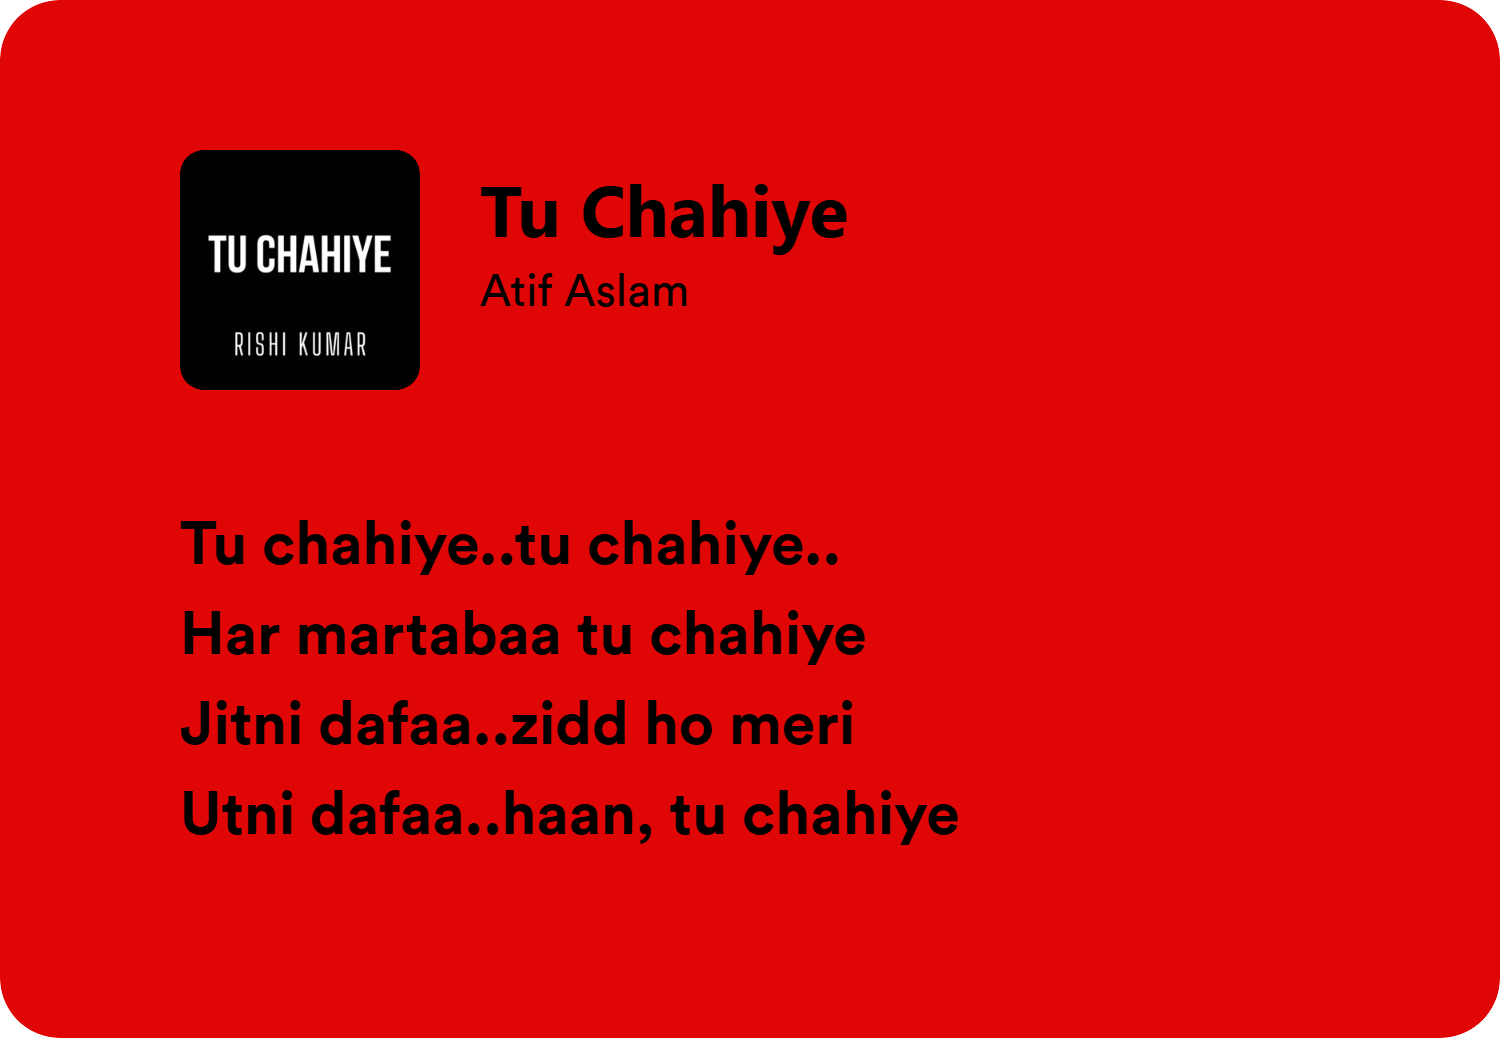 TU CHAHIYE
RISHI KUMAR
Tu Chahiye
Atif Aslam
Tu chahiye..tu chahiye..
Har martabaa tu chahiye
Jitni dafaa..zidd ho meri
Utni dafaa..haan, tu chahiye